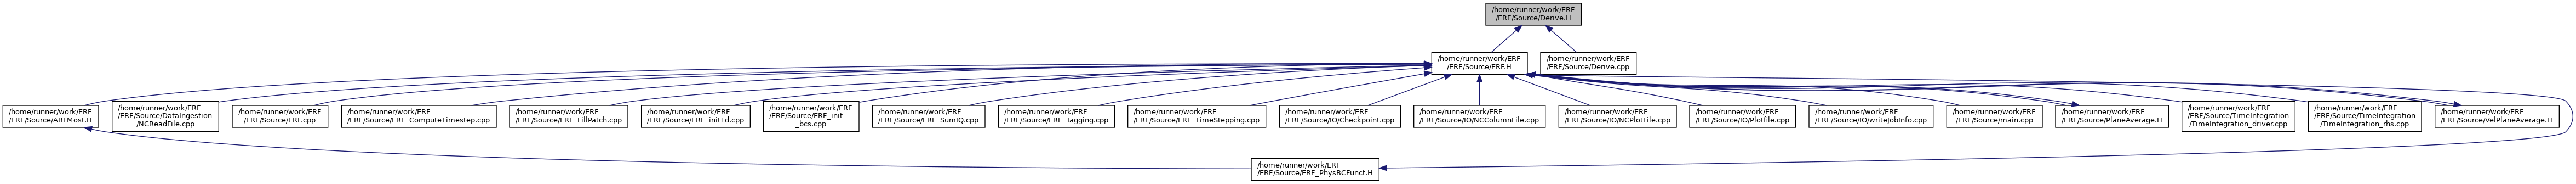 /home/runner/work/ERF
/ERF/Source/Derive.H
/home/runner/work/ERF
/ERF/Source/ERF.H
/home/runner/work/ERF
/ERF/Source/Derive.cpp
/home/runner/work/ERF
/ERF/Source/ABLMost.H
/home/runner/work/ERF
/ERF/Source/DataIngestion
/NCReadFile.cpp
/home/runner/work/ERF
/ERF/Source/ERF.cpp
/home/runner/work/ERF
/ERF/Source/ERF_ComputeTimestep.cpp
/home/runner/work/ERF
/ERF/Source/ERF_FillPatch.cpp
/home/runner/work/ERF
/ERF/Source/ERF_init1d.cpp
/home/runner/work/ERF
/ERF/Source/ERF_init
_bcs.cpp
/home/runner/work/ERF
/ERF/Source/ERF_SumIQ.cpp
/home/runner/work/ERF
/ERF/Source/ERF_Tagging.cpp
/home/runner/work/ERF
/ERF/Source/ERF_TimeStepping.cpp
/home/runner/work/ERF
/ERF/Source/IO/Checkpoint.cpp
/home/runner/work/ERF
/ERF/Source/IO/NCColumnFile.cpp
/home/runner/work/ERF
/ERF/Source/IO/NCPlotFile.cpp
/home/runner/work/ERF
/ERF/Source/IO/Plotfile.cpp
/home/runner/work/ERF
/ERF/Source/IO/writeJobInfo.cpp
/home/runner/work/ERF
/ERF/Source/main.cpp
/home/runner/work/ERF
/ERF/Source/PlaneAverage.H
/home/runner/work/ERF
/ERF/Source/TimeIntegration
/TimeIntegration_driver.cpp
/home/runner/work/ERF
/ERF/Source/TimeIntegration
/TimeIntegration_rhs.cpp
/home/runner/work/ERF
/ERF/Source/VelPlaneAverage.H
/home/runner/work/ERF
/ERF/Source/ERF_PhysBCFunct.H